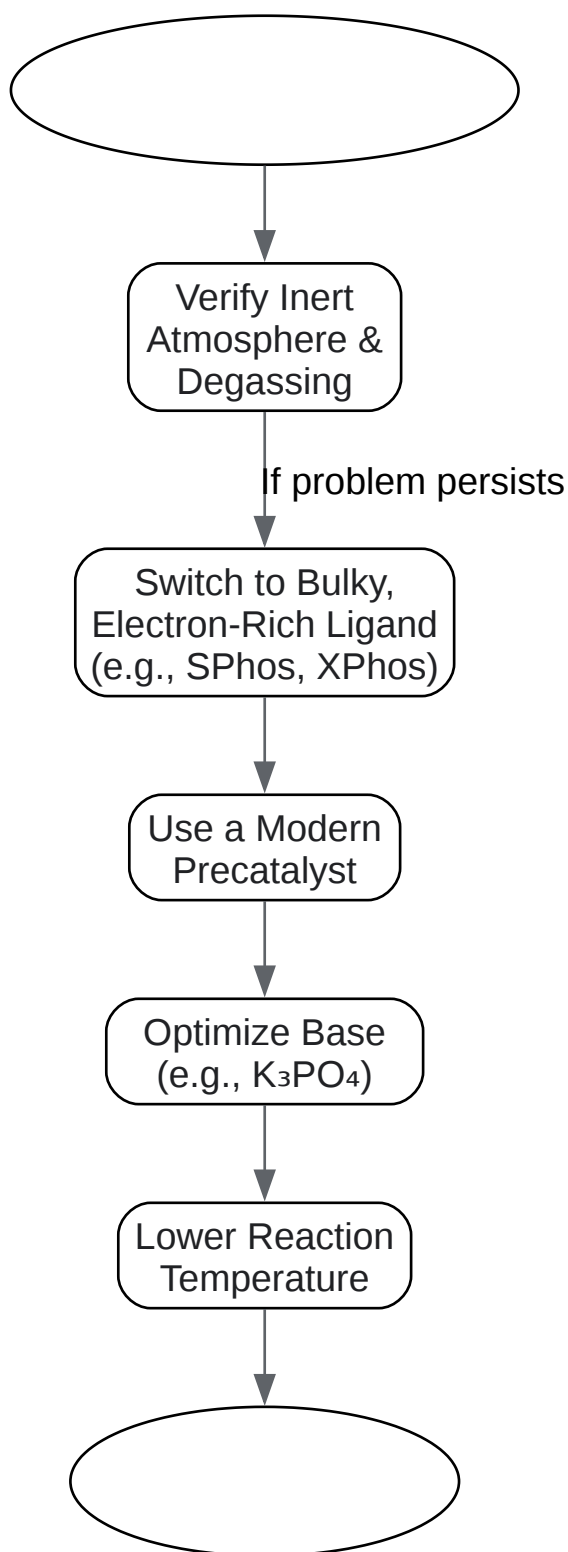 Verify Inert
Atmosphere &
Degassing
If problem persists
Switch to Bulky,
Electron-Rich Ligand
(e.g., SPhos, XPhos)
Use a Modern
Precatalyst
Optimize Base
(e.g., K₃PO₄)
Lower Reaction
Temperature